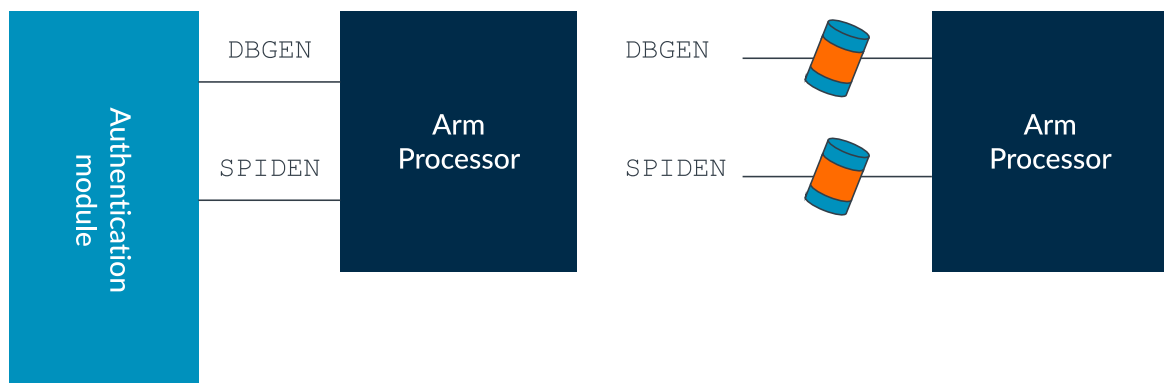 DBGEN
SPIDEN
Authentication
module
Arm
Processor
DBGEN
SPIDEN
Arm
Processor